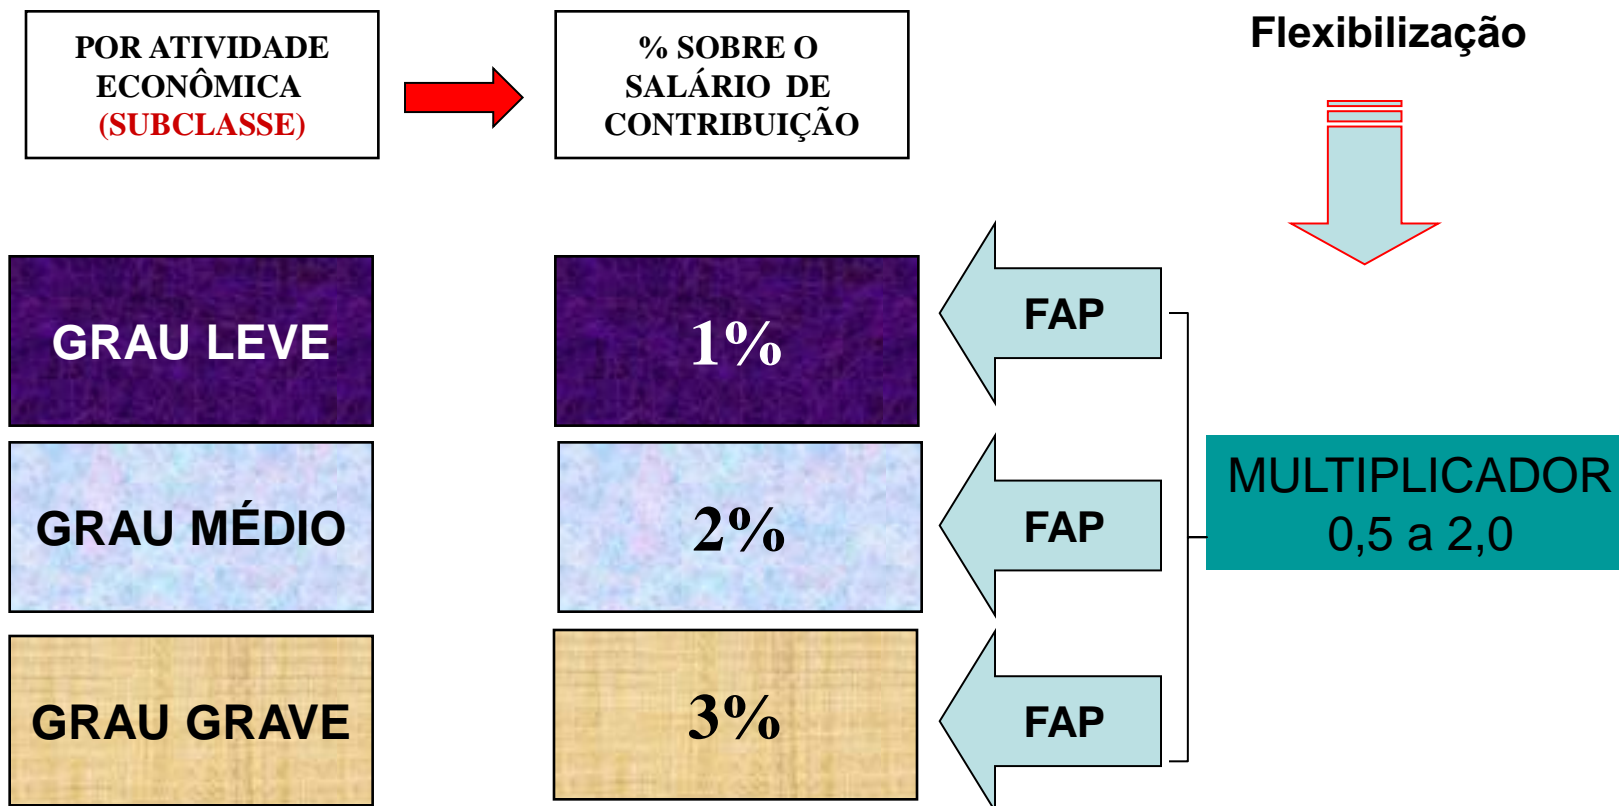 POR ATIVIDADE
ECONÔMICA
(SUBCLASSE)
% SOBRE O
SALÁRIO DE
CONTRIBUIÇÃO
Flexibilização
GRAU LEVE
1%
FAP
GRAU MÉDIO
2%
FAP
MULTIPLICADOR
0,5 a 2,0
GRAU GRAVE
3%
FAP